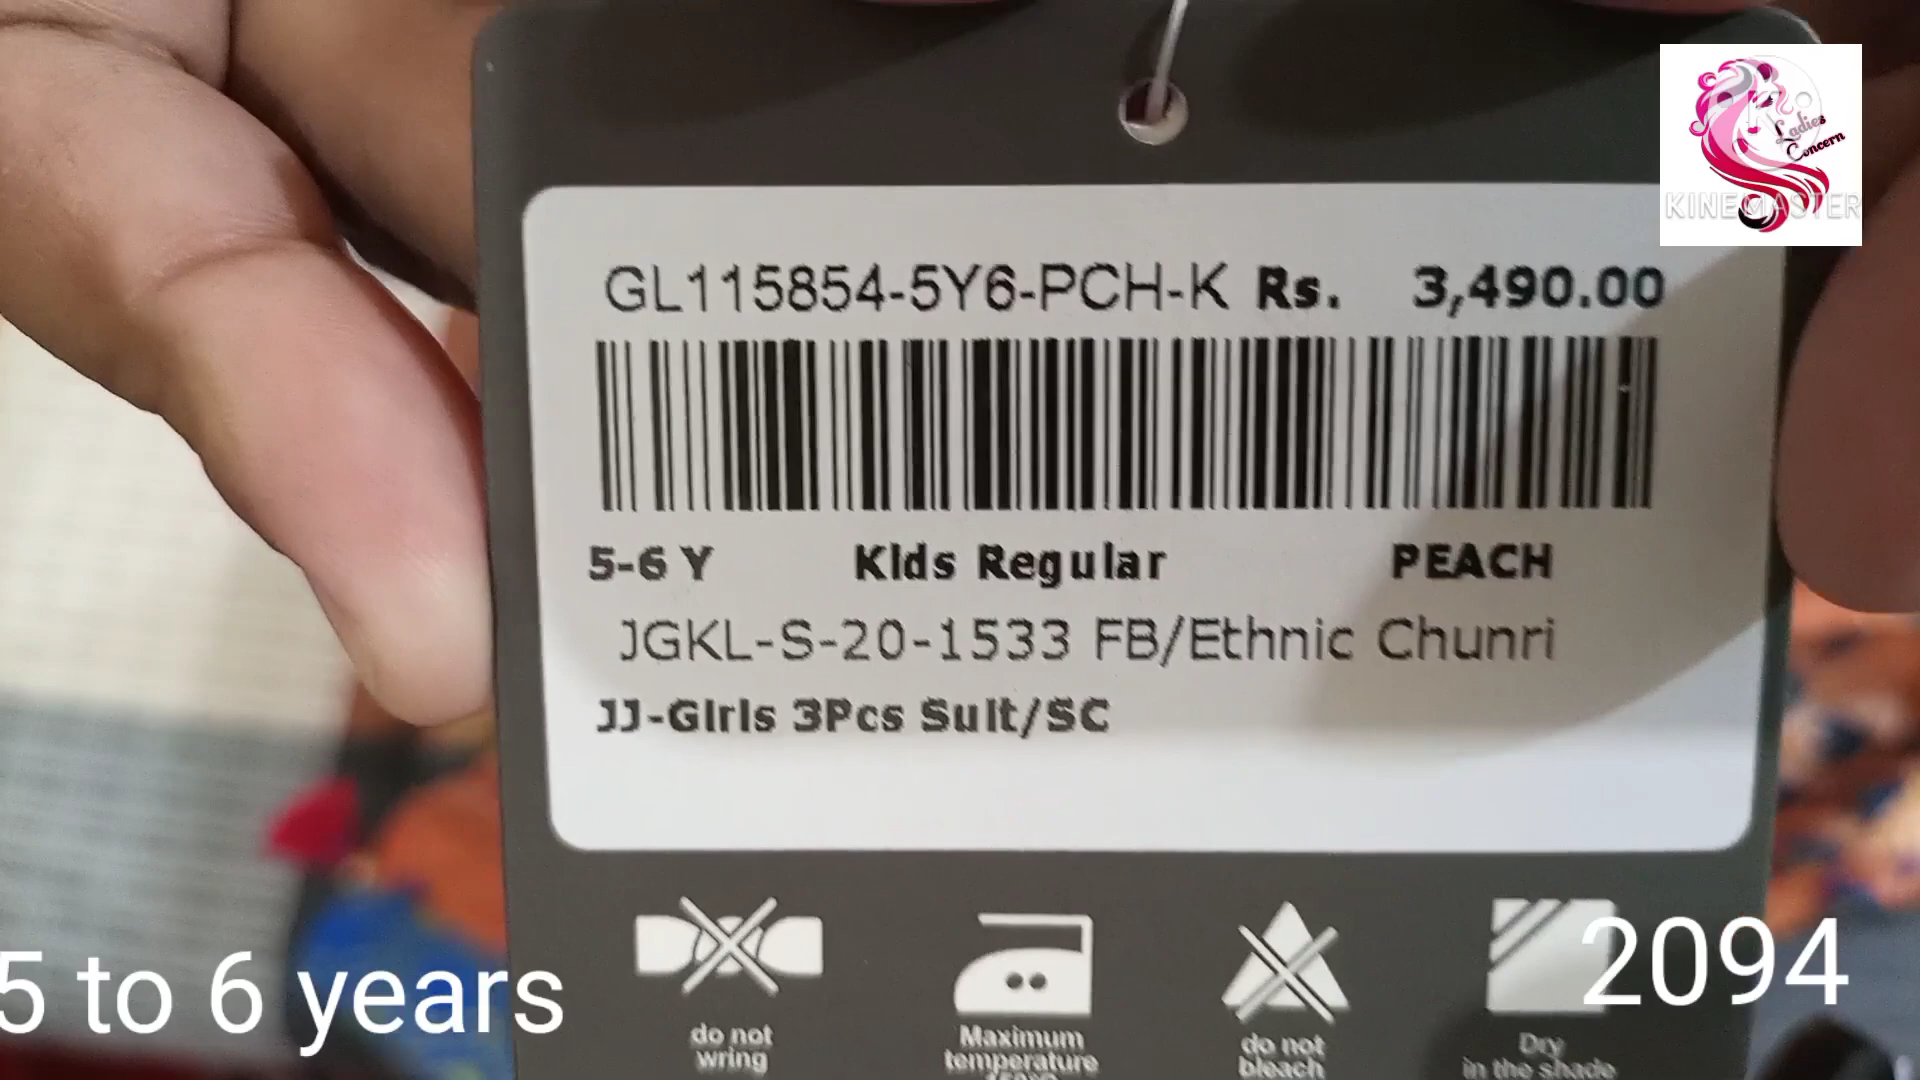 Ladies
Concern
KINEMASTER
GL115854-5Y6-PCH-K Rs. 3,490.00
5-6 Y Kids Regular PEACH
JGKL-S-20-1533 FB/Ethnic Chunri
JJ-Girls 3Pcs Suit/SC
5 to 6 years
2094
do not
wring
Maximum
temperature
do not
bleach
Dry
in the shade